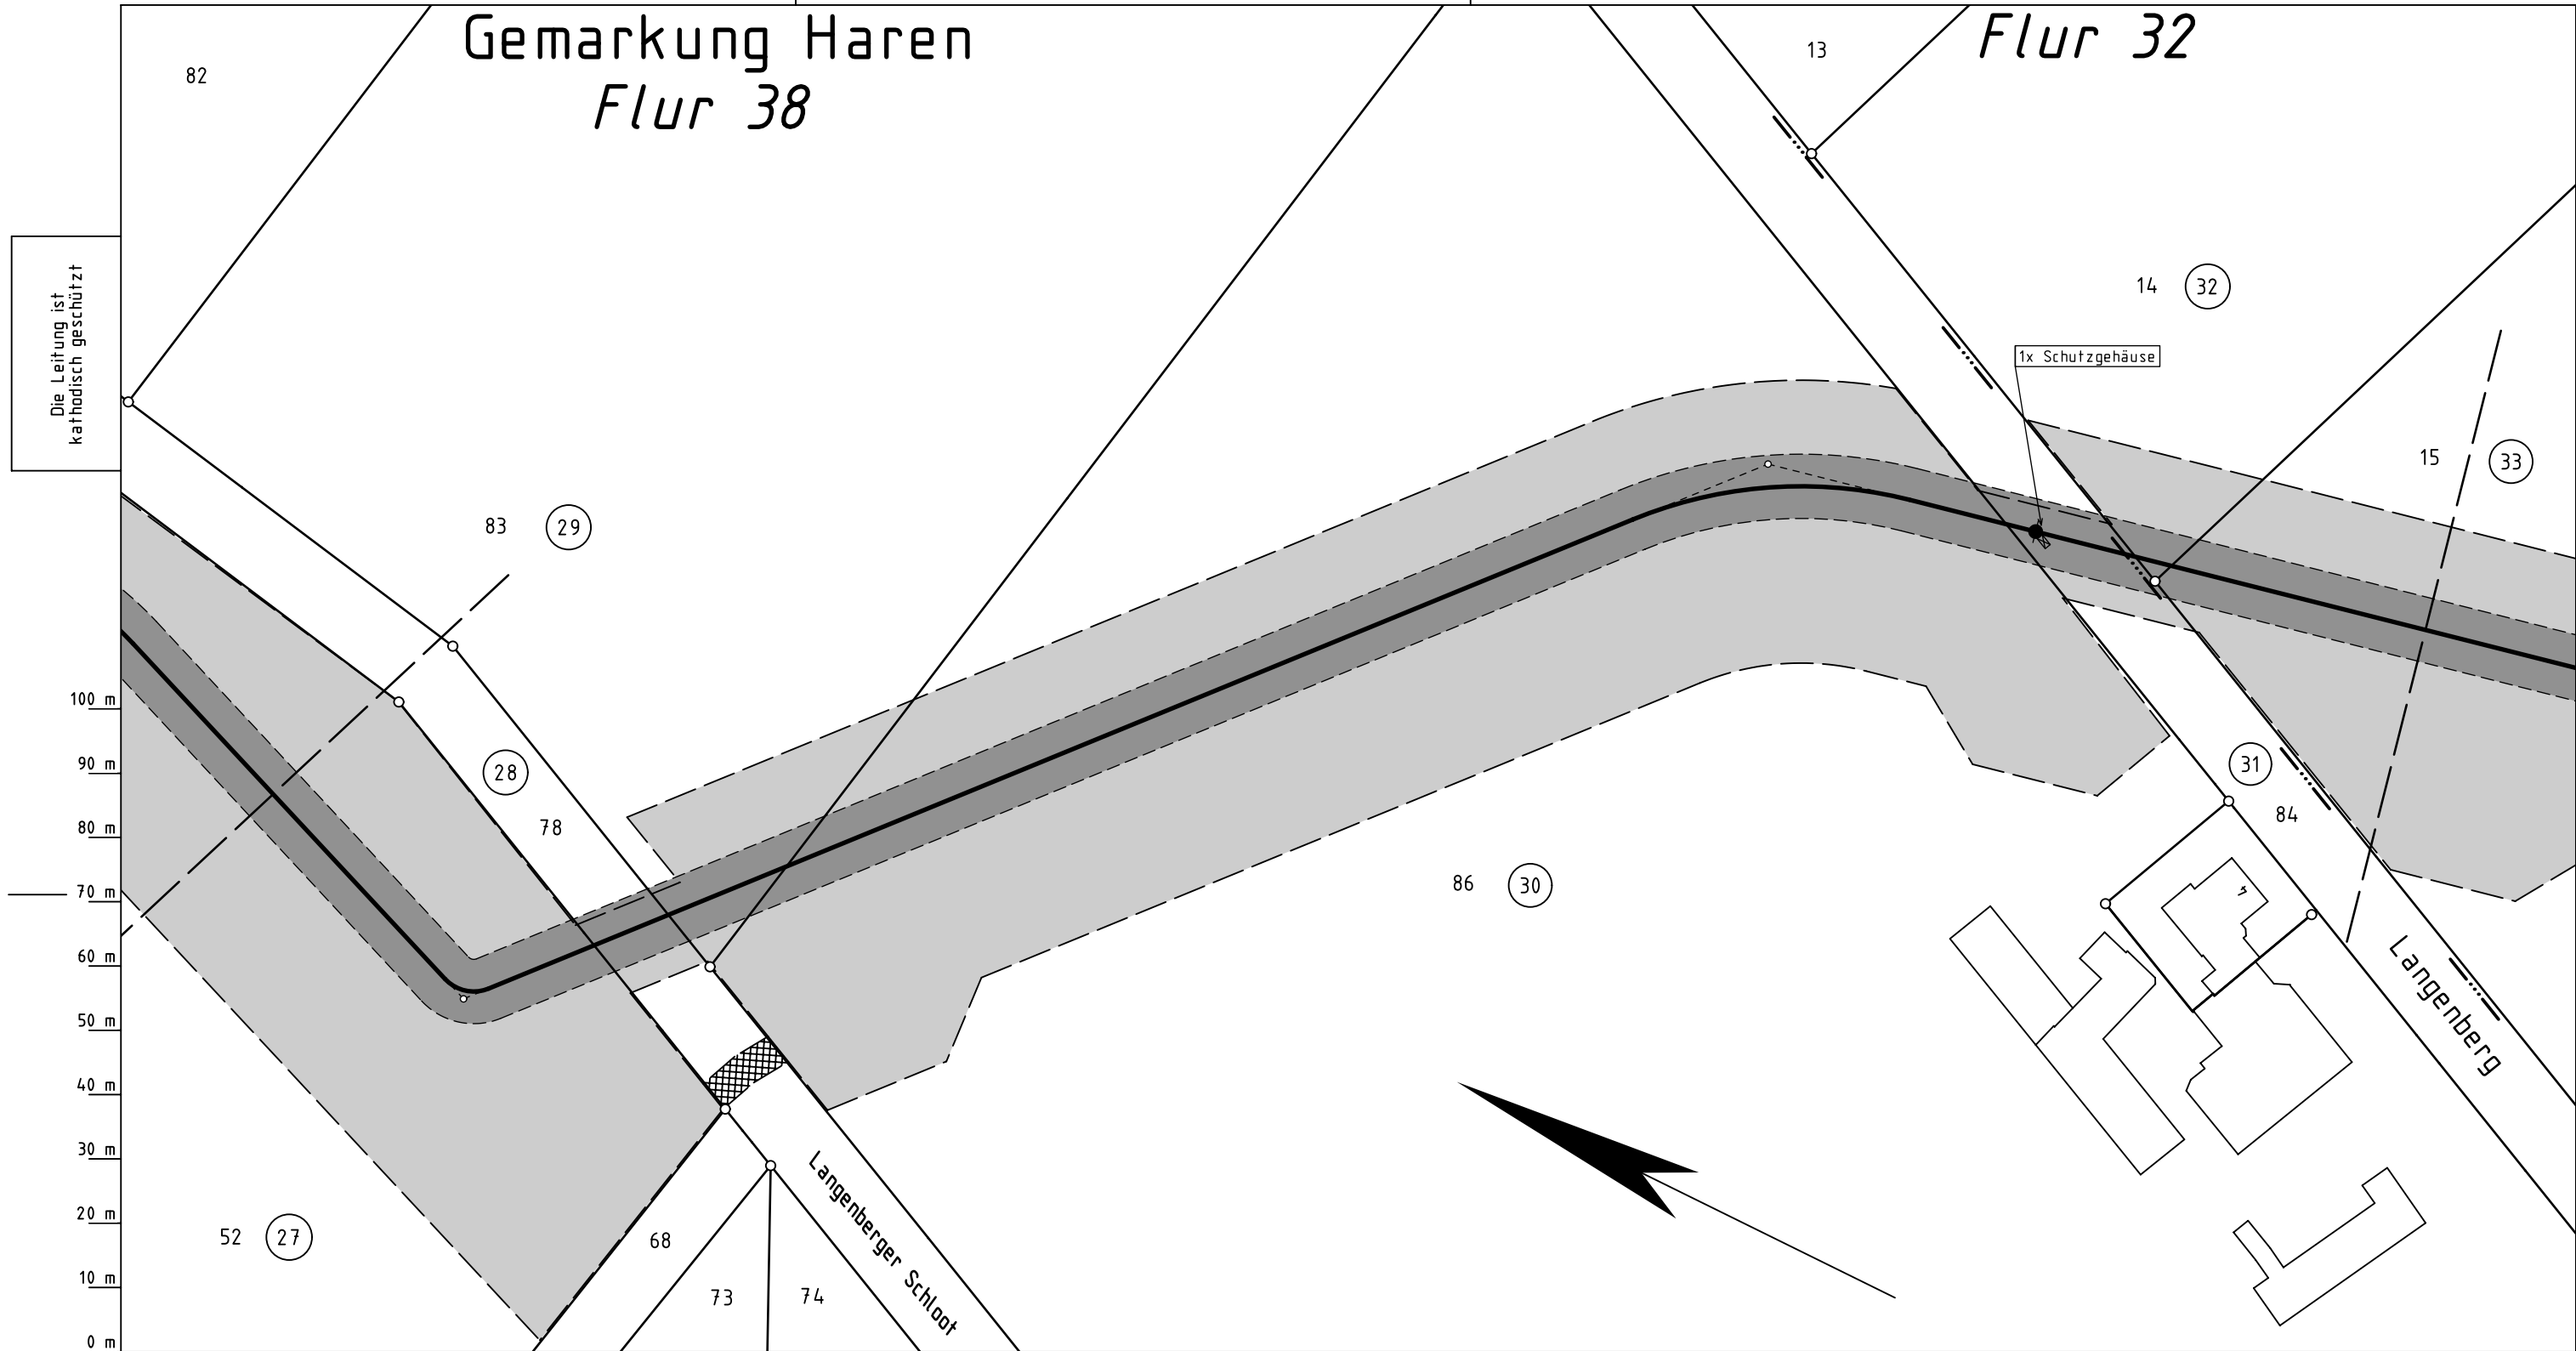 Gemarkung Haren
Flur 38
Flur 32
82
13
Die Leitung ist
kathodisch geschützt
14
32
1x Schutzgehäuse
15
33
83
29
100 m
90 m
80 m
70 m
60 m
50 m
40 m
30 m
20 m
10 m
0 m
28
78
31
84
86
30
4
Langenberg
52
27
68
73
74
Langenberger Schloot